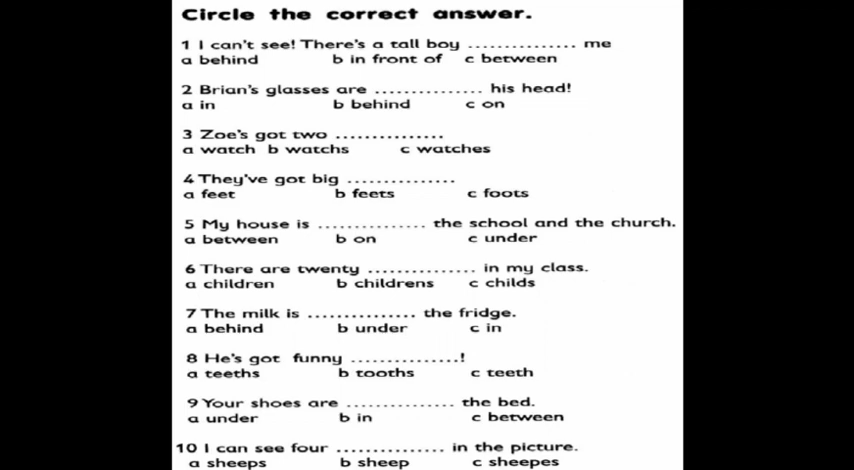 Circle the correct answer.
1 I can't see! There's a tall boy ............... me
a behind b in front of c between
2 Brian's glasses are ............... his head!
a in b behind c on
3 Zoe's got two ...............
a watch b watchs c watches
4 They've got big ...............
a feet b feets c foots
5 My house is ............... the school and the church.
a between b on c under
6 There are twenty ............... in my class.
a children b childrens c childs
7 The milk is ............... the fridge.
a behind b under c in
8 He's got funny ...............!
a teeths b tooths c teeth
9 Your shoes are ............... the bed.
a under b in c between
10 I can see four ............... in the picture.
a sheeps b sheep c sheepes